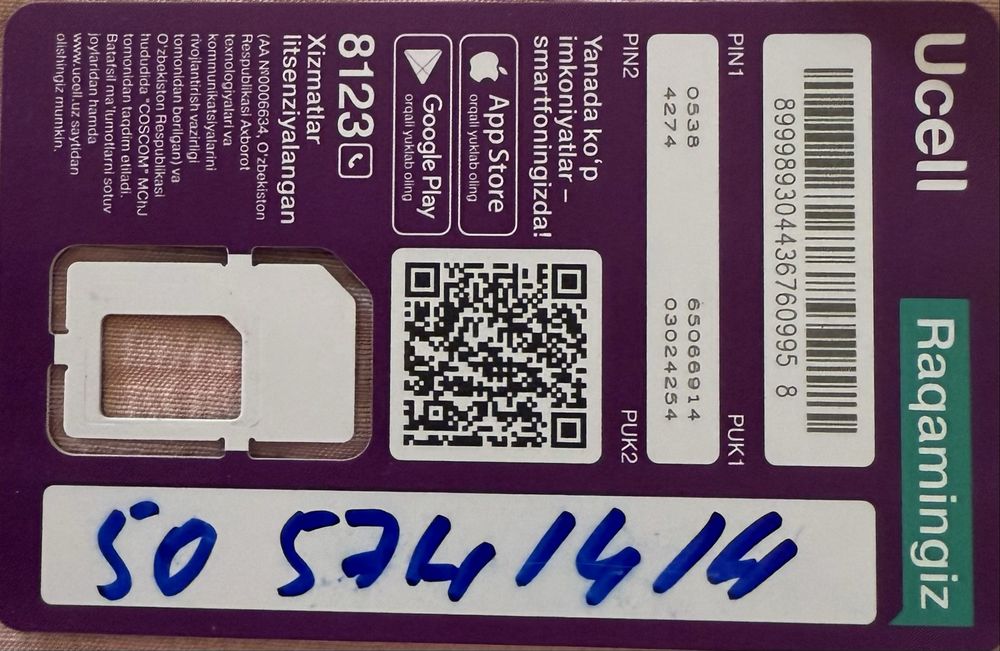 Ucell
Raqamingiz
899989304436760995 8
PIN1 PUK1
0538 65066914
4274 03024254
PIN2 PUK2
Yanada ko'p
imkoniyatlar –
smartfoningizda!
App Store
orqali yuklab oling
Google Play
orqali yuklab oling
8123
Xizmatlar
litsenziyalangan
(AA №0006634, O'zbekiston
Respublikasi Axborot
texnologiyalari va
kommunikatsiyalarini
rivojlantirish vazirligi
tomonidan berilgan) va
O'zbekiston Respublikasi
hududida "COSCOM" MChJ
tomonidan taqdim etiladi.
Batafsil ma'lumotlarni sotuv
joylaridan hamda
www.ucell.uz saytidan
olishingiz mumkin.
50 574 14 14